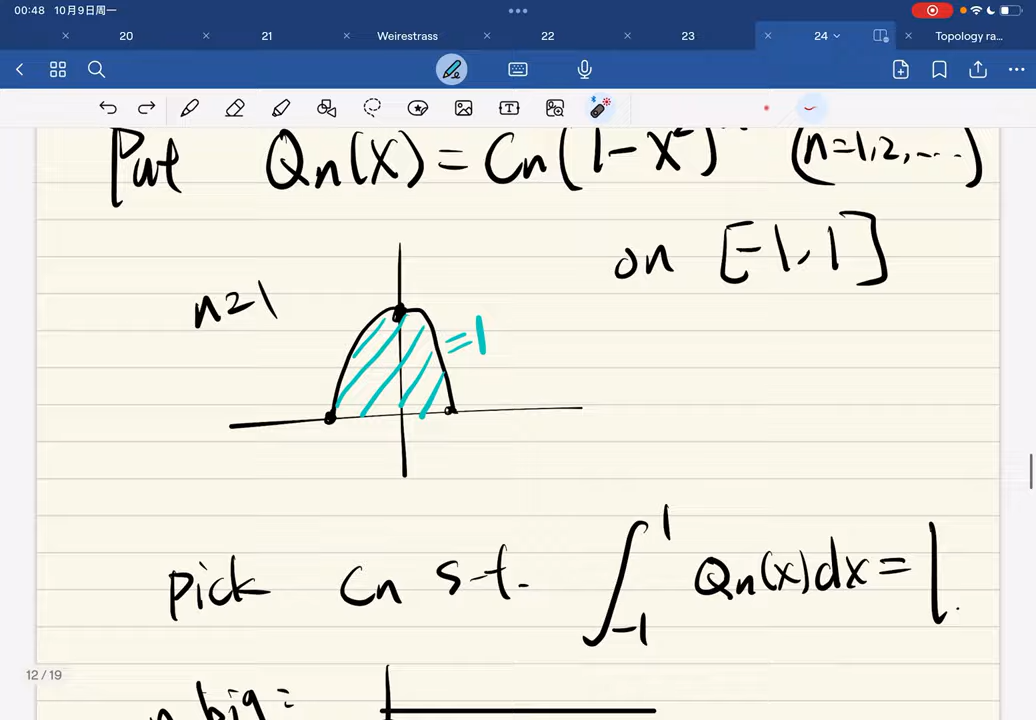 00:48 10月9日周一
20 21 Weirestrass 22 23 24 Topology ra...
Put Qn(x) = Cn(1-x²)ⁿ (n=1,2,....)
on [-1,1]
n=1
=1
pick Cn s.t. ∫₋₁¹ Qn(x)dx = 1.
12 / 19
n big: